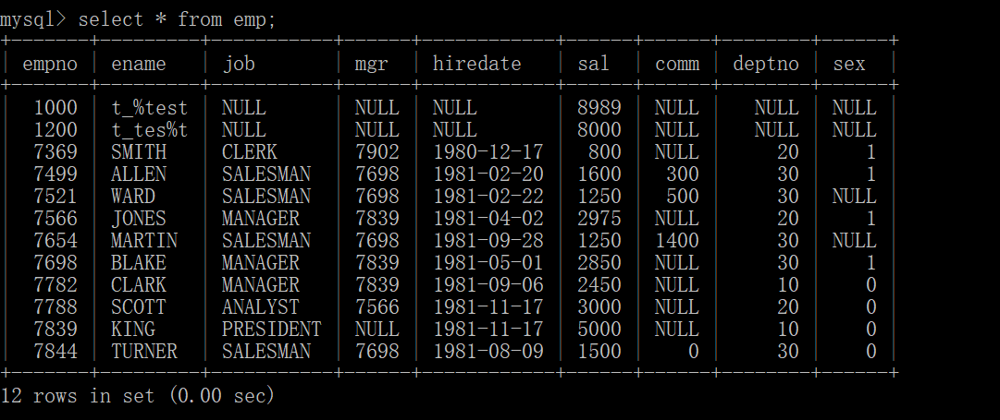 mysql> select * from emp;
+-------+---------+-----------+------+------------+------+------+--------+------+
| empno | ename   | job       | mgr  | hiredate   | sal  | comm | deptno | sex  |
+-------+---------+-----------+------+------------+------+------+--------+------+
|  1000 | t_%test | NULL      | NULL | NULL       | 8989 | NULL |   NULL | NULL |
|  1200 | t_tes%t | NULL      | NULL | NULL       | 8000 | NULL |   NULL | NULL |
|  7369 | SMITH   | CLERK     | 7902 | 1980-12-17 |  800 | NULL |     20 |    1 |
|  7499 | ALLEN   | SALESMAN  | 7698 | 1981-02-20 | 1600 |  300 |     30 |    1 |
|  7521 | WARD    | SALESMAN  | 7698 | 1981-02-22 | 1250 |  500 |     30 | NULL |
|  7566 | JONES   | MANAGER   | 7839 | 1981-04-02 | 2975 | NULL |     20 |    1 |
|  7654 | MARTIN  | SALESMAN  | 7698 | 1981-09-28 | 1250 | 1400 |     30 | NULL |
|  7698 | BLAKE   | MANAGER   | 7839 | 1981-05-01 | 2850 | NULL |     30 |    1 |
|  7782 | CLARK   | MANAGER   | 7839 | 1981-09-06 | 2450 | NULL |     10 |    0 |
|  7788 | SCOTT   | ANALYST   | 7566 | 1981-11-17 | 3000 | NULL |     20 |    0 |
|  7839 | KING    | PRESIDENT | NULL | 1981-11-17 | 5000 | NULL |     10 |    0 |
|  7844 | TURNER  | SALESMAN  | 7698 | 1981-08-09 | 1500 |    0 |     30 |    0 |
+-------+---------+-----------+------+------------+------+------+--------+------+
12 rows in set (0.00 sec)